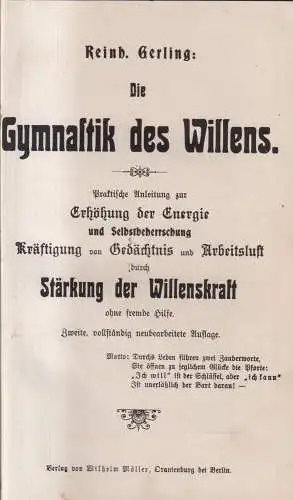 Reinh. Gerling:
Die
Gymnastik des Willens.
Praktische Anleitung zur
Erhöhung der Energie
und Selbstbeherrschung
Kräftigung von Gedächtnis und Arbeitslust
durch
Stärkung der Willenskraft
ohne fremde Hilfe.
Zweite, vollständig neubearbeitete Auflage.
Motto: Durchs Leben führen zwei Zauberworte,
Sie öffnen zu jeglichem Glücke die Pforte:
„Ich will" ist der Schlüssel, aber „ich kann"
Ist unerläßlich der Bart daran! —
Verlag von Wilhelm Möller, Oranienburg bei Berlin.